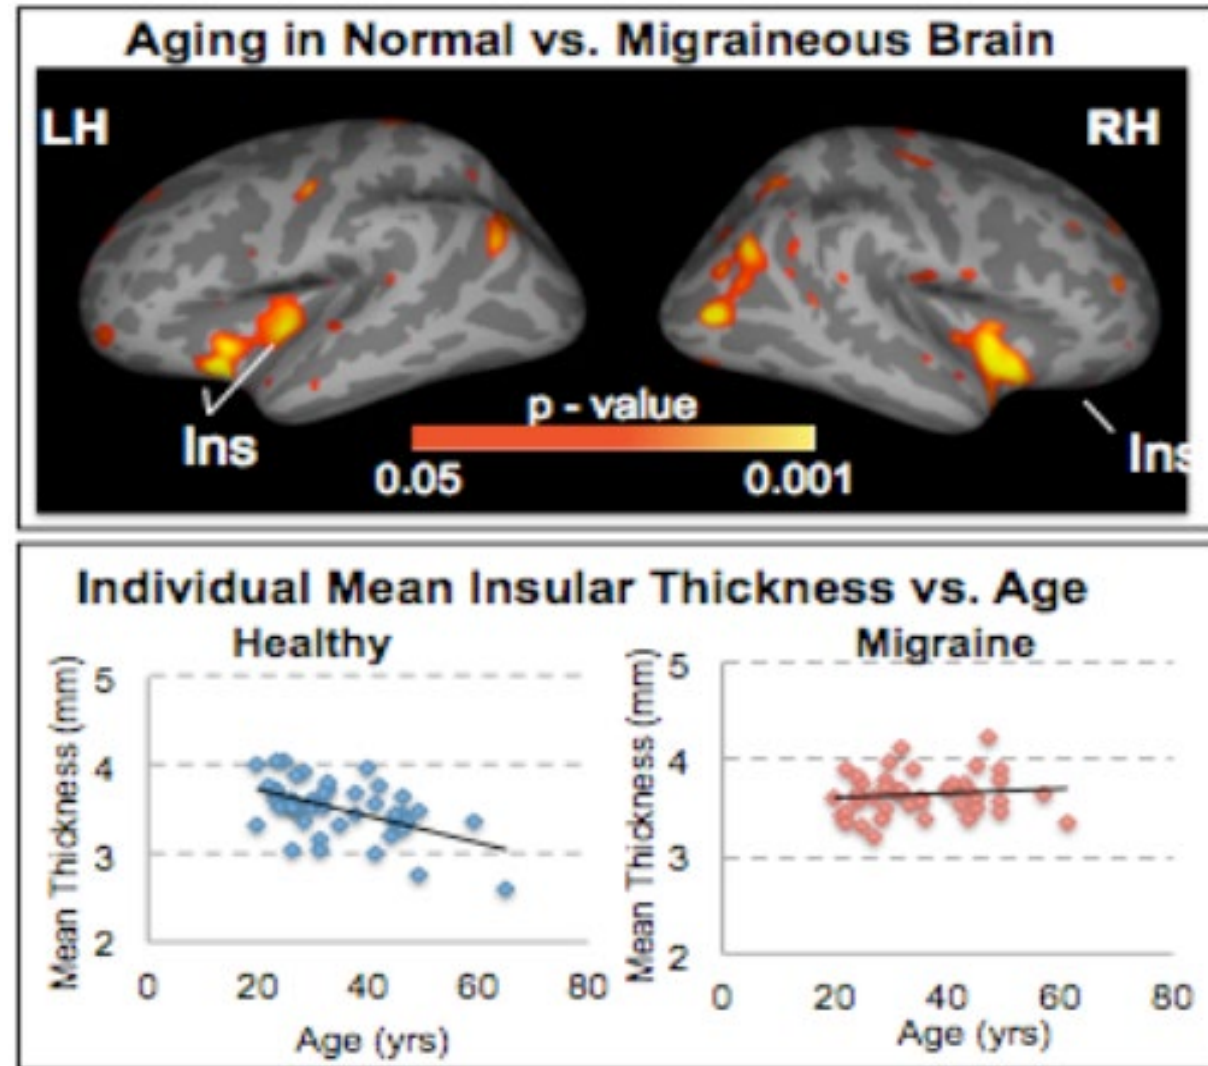 Aging in Normal vs. Migraineous Brain
LH
RH
p - value
Ins
Ins
0.05
0.001
Individual Mean Insular Thickness vs. Age
Healthy
Migraine
Mean Thickness (mm)
5
4
3
2
0
20
40
60
80
Age (yrs)
Mean Thickness (mm)
5
4
3
2
0
20
40
60
80
Age (yrs)